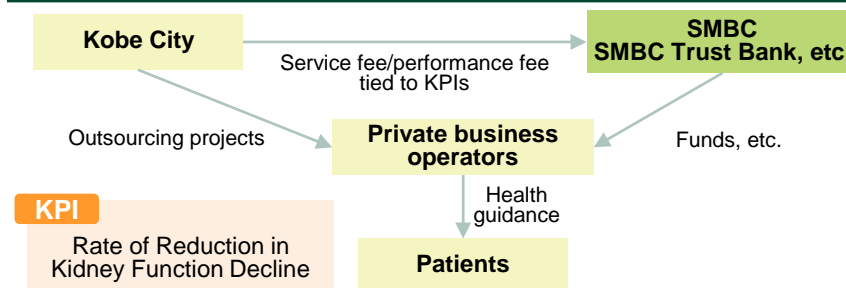 Kobe City
SMBC
SMBC Trust Bank, etc
Service fee/performance fee
tied to KPIs
Outsourcing projects
Private business
operators
Funds, etc.
Health
guidance
KPI
Rate of Reduction in
Kidney Function Decline
Patients